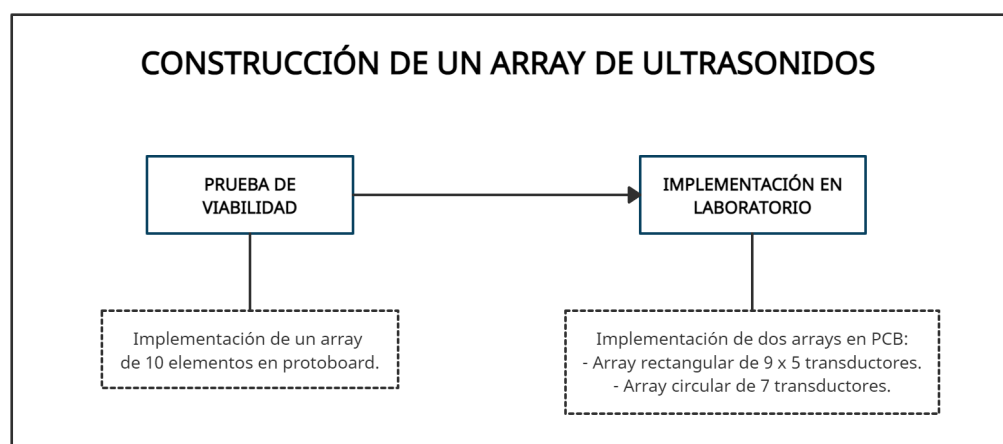 CONSTRUCCIÓN DE UN ARRAY DE ULTRASONIDOS
PRUEBA DE
VIABILIDAD
IMPLEMENTACIÓN EN
LABORATORIO
Implementación de un array
de 10 elementos en protoboard.
Implementación de dos arrays en PCB:
- Array rectangular de 9 x 5 transductores.
- Array circular de 7 transductores.